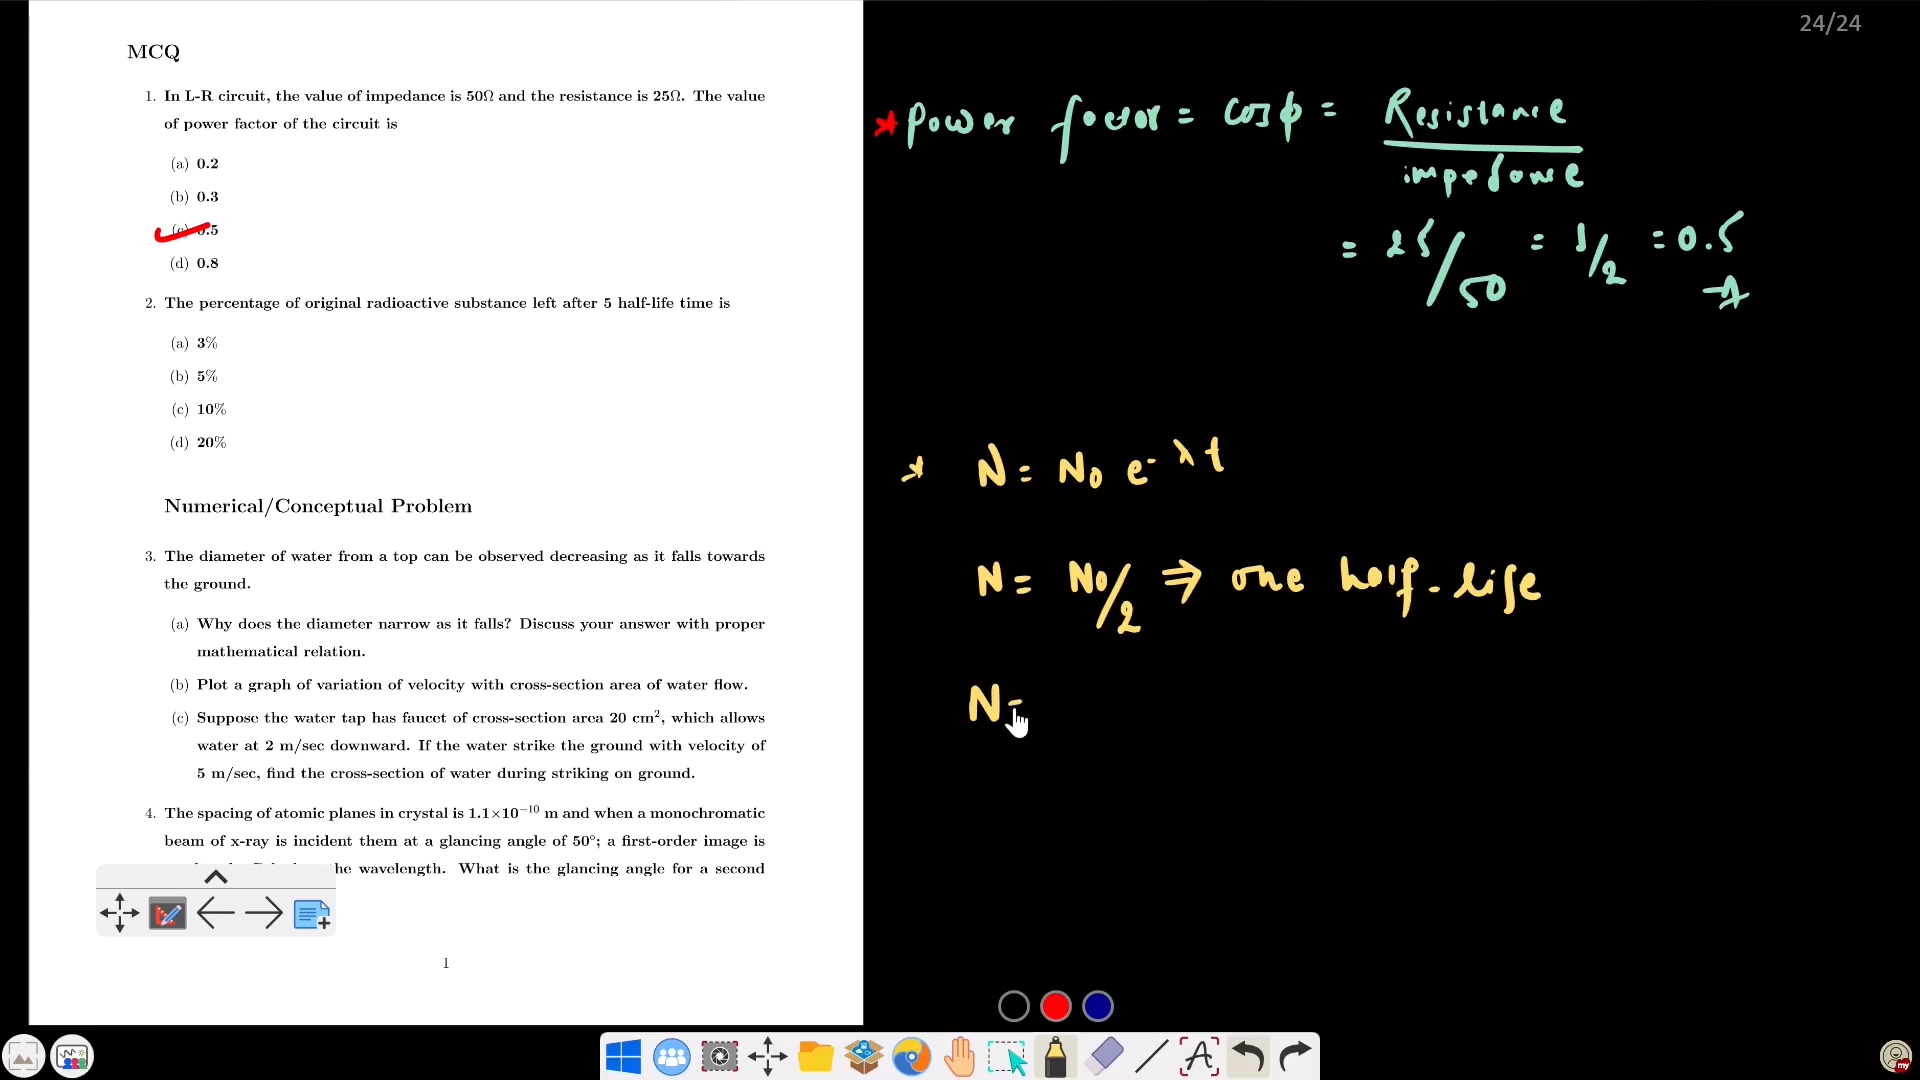 24/24
MCQ
1. In L-R circuit, the value of impedance is 50Ω and the resistance is 25Ω. The value
of power factor of the circuit is
(a) 0.2
(b) 0.3
(c) 0.5
(d) 0.8
2. The percentage of original radioactive substance left after 5 half-life time is
(a) 3%
(b) 5%
(c) 10%
(d) 20%
Numerical/Conceptual Problem
3. The diameter of water from a top can be observed decreasing as it falls towards
the ground.
(a) Why does the diameter narrow as it falls? Discuss your answer with proper
mathematical relation.
(b) Plot a graph of variation of velocity with cross-section area of water flow.
(c) Suppose the water tap has faucet of cross-section area 20 cm², which allows
water at 2 m/sec downward. If the water strike the ground with velocity of
5 m/sec, find the cross-section of water during striking on ground.
4. The spacing of atomic planes in crystal is 1.1×10⁻¹⁰ m and when a monochromatic
beam of x-ray is incident them at a glancing angle of 50°; a first-order image is
he wavelength. What is the glancing angle for a second
1
* Power factor = cos φ = Resistance
impedance
= 25/50 = 1/2 = 0.5
* N = N₀ e^-λt
N = N₀/2 ⇒ one half-life
N =
my